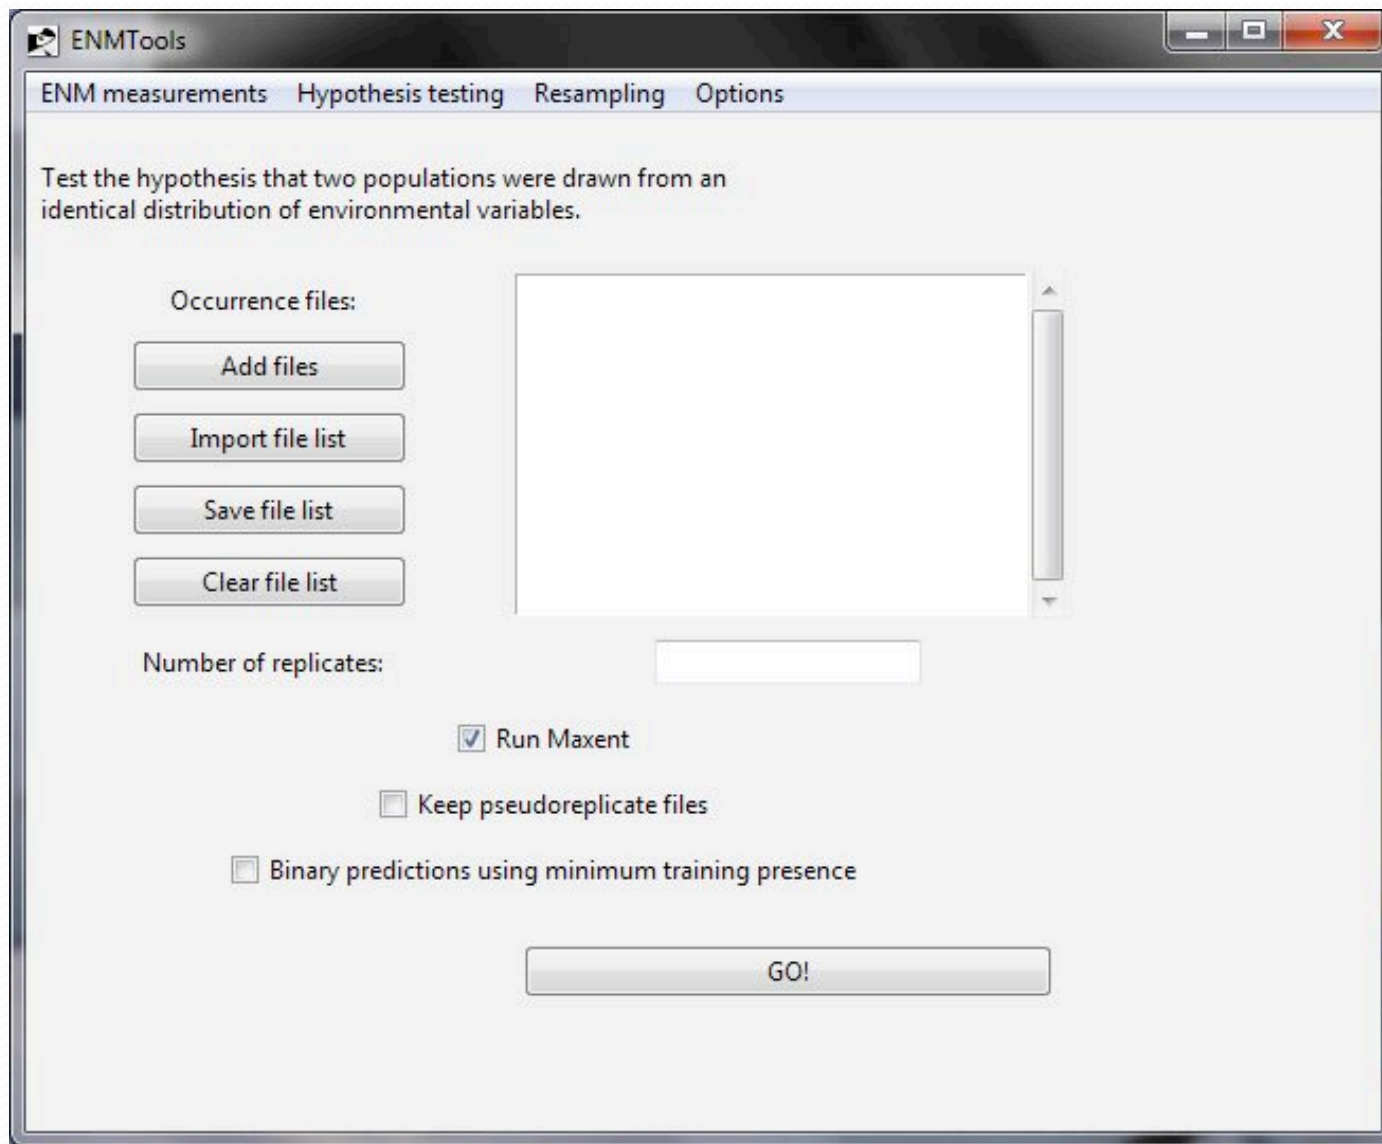 ENMTools
ENM measurements Hypothesis testing Resampling Options
Test the hypothesis that two populations were drawn from an
identical distribution of environmental variables.
Occurrence files:
Add files
Import file list
Save file list
Clear file list
Number of replicates:
Run Maxent
Keep pseudoreplicate files
Binary predictions using minimum training presence
GO!